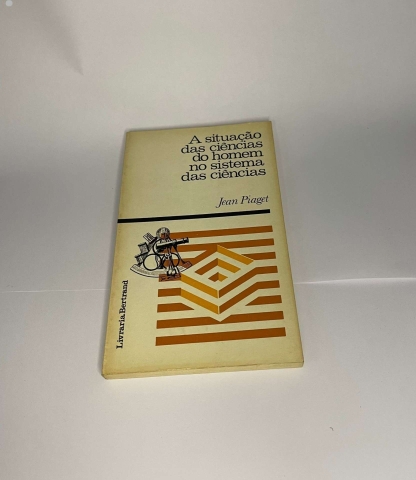 A situação
das ciências
do homem
no sistema
das ciências
Jean Piaget
Livraria Bertrand